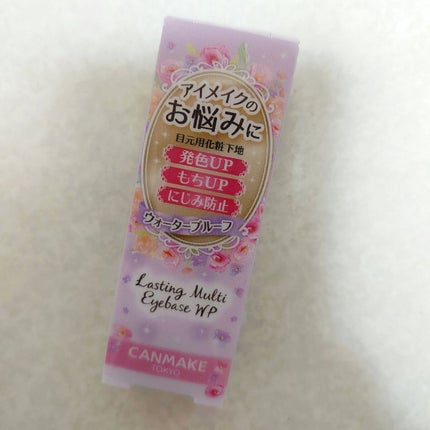 アイメイクの
お悩みに
目元用化粧下地
発色UP
もちUP
にじみ防止
ウォータープルーフ
Lasting Multi
Eyebase WP
CANMAKE
TOKYO